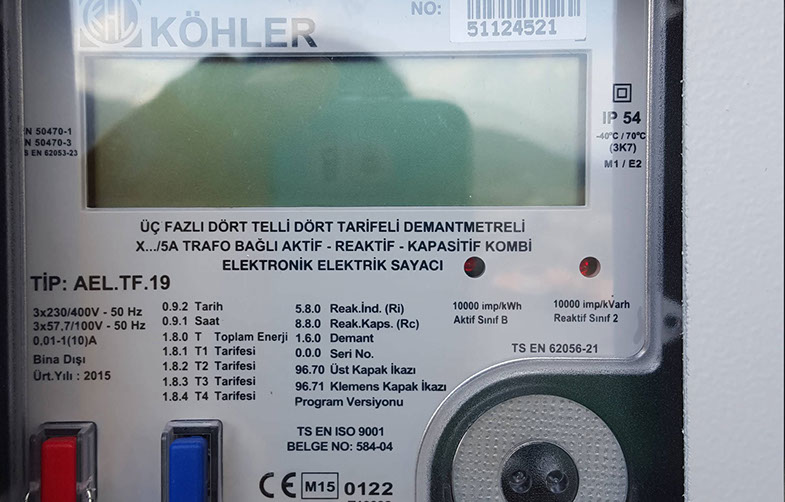 KÖHLER
NO:
51124521
N 50470-1
N 50470-3
S EN 62053-23
IP 54
-40°C / 70°C
(3K7)
M1 / E2
ÜÇ FAZLI DÖRT TELLİ DÖRT TARİFELİ DEMANTMETRELİ
X.../5A TRAFO BAĞLI AKTİF - REAKTİF - KAPASİTİF KOMBİ
ELEKTRONİK ELEKTRİK SAYACI
TİP: AEL.TF.19
3x230/400V - 50 Hz
3x57.7/100V - 50 Hz
0,01-1(10)A
Bina Dışı
Ürt.Yılı : 2015
0.9.2 Tarih
0.9.1 Saat
1.8.0 T Toplam Enerji
1.8.1 T1 Tarifesi
1.8.2 T2 Tarifesi
1.8.3 T3 Tarifesi
1.8.4 T4 Tarifesi
5.8.0 Reak.İnd. (Ri)
8.8.0 Reak.Kaps. (Rc)
1.6.0 Demant
0.0.0 Seri No.
96.70 Üst Kapak İkazı
96.71 Klemens Kapak İkazı
Program Versiyonu
10000 imp/kWh
Aktif Sınıf B
10000 imp/kVarh
Reaktif Sınıf 2
TS EN 62056-21
TS EN ISO 9001
BELGE NO: 584-04
CE M15 0122